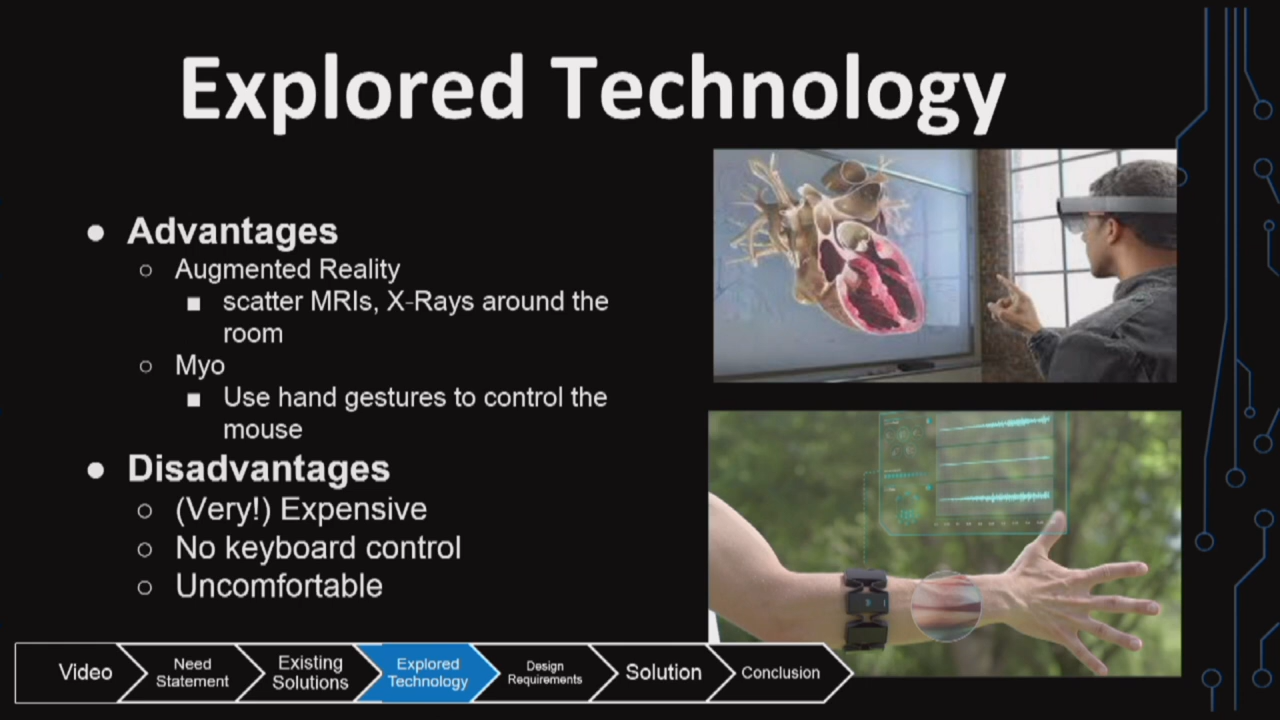 Explored Technology
● Advantages
○ Augmented Reality
■ scatter MRIs, X-Rays around the
room
○ Myo
■ Use hand gestures to control the
mouse
● Disadvantages
○ (Very!) Expensive
○ No keyboard control
○ Uncomfortable
Video
Need
Statement
Existing
Solutions
Explored
Technology
Design
Requirements
Solution
Conclusion